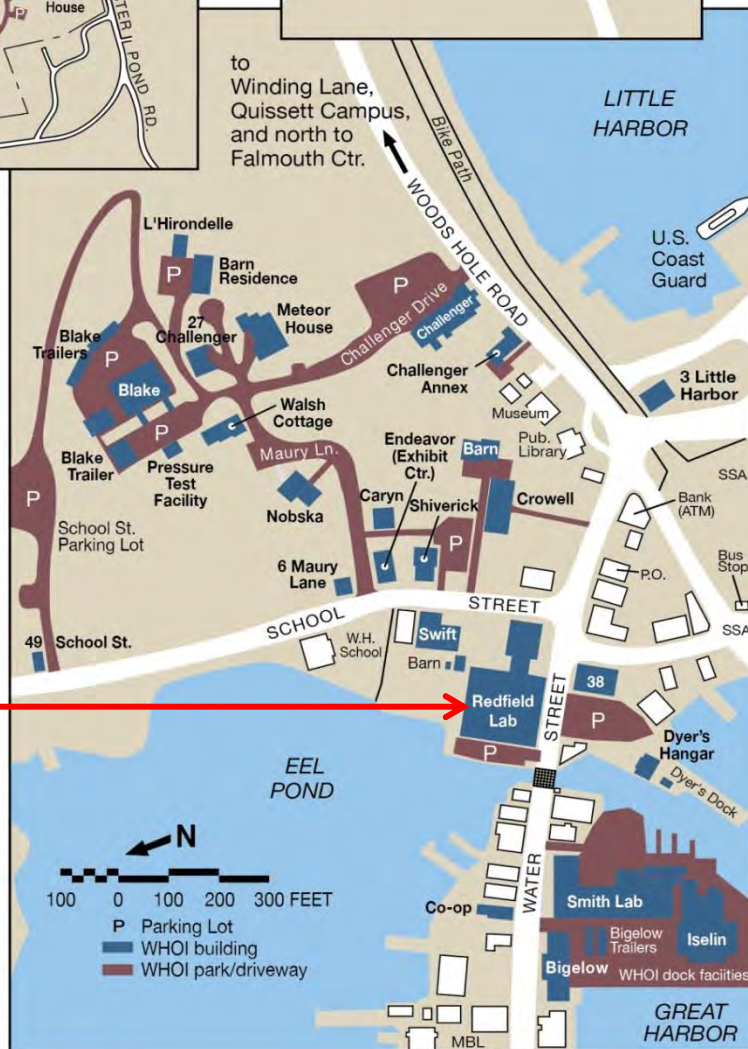 House
P
TER
POND RD.
to
Winding Lane,
Quissett Campus,
and north to
Falmouth Ctr.
Bike Path
LITTLE
HARBOR
WOODS HOLE ROAD
U.S.
Coast
Guard
L'Hirondelle
P
Barn
Residence
27
Challenger
Meteor
House
P
Challenger Drive
Challenger
Blake
Trailers
P
Blake
Challenger
Annex
3 Little
Harbor
Museum
Walsh
Cottage
P
Blake
Trailer
Pressure
Test
Facility
Maury Ln.
Endeavor
(Exhibit
Ctr.)
Barn
Pub.
Library
SSA
P
School St.
Parking Lot
Nobska
Caryn
Shiverick
Crowell
Bank
(ATM)
P
6 Maury
Lane
P.O.
Bus
Stop
SCHOOL STREET
SSA
49 School St.
W.H.
School
Swift
Barn
38
Redfield
Lab
STREET
P
P
Dyer's
Hangar
Dyer's Dock
EEL
POND
N
100 0 100 200 300 FEET
P Parking Lot
WHOI building
WHOI park/driveway
Co-op
WATER
Smith Lab
Bigelow
Trailers
Iselin
Bigelow
WHOI dock faciities
GREAT
HARBOR
MBL